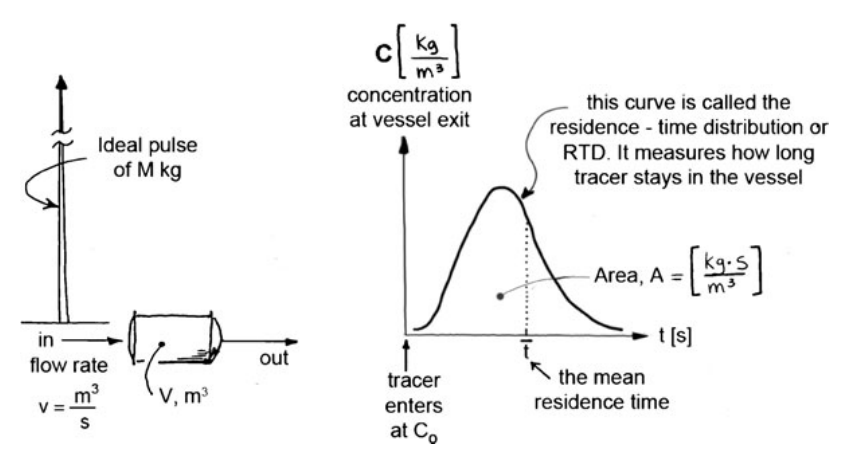 Ideal pulse
of M kg
in
flow rate
v = m³/s
V, m³
out
C [kg/m³]
concentration
at vessel exit
this curve is called the
residence - time distribution or
RTD. It measures how long
tracer stays in the vessel
Area, A = [kg·s/m³]
t [s]
t̄
tracer
enters
at C₀
the mean
residence time